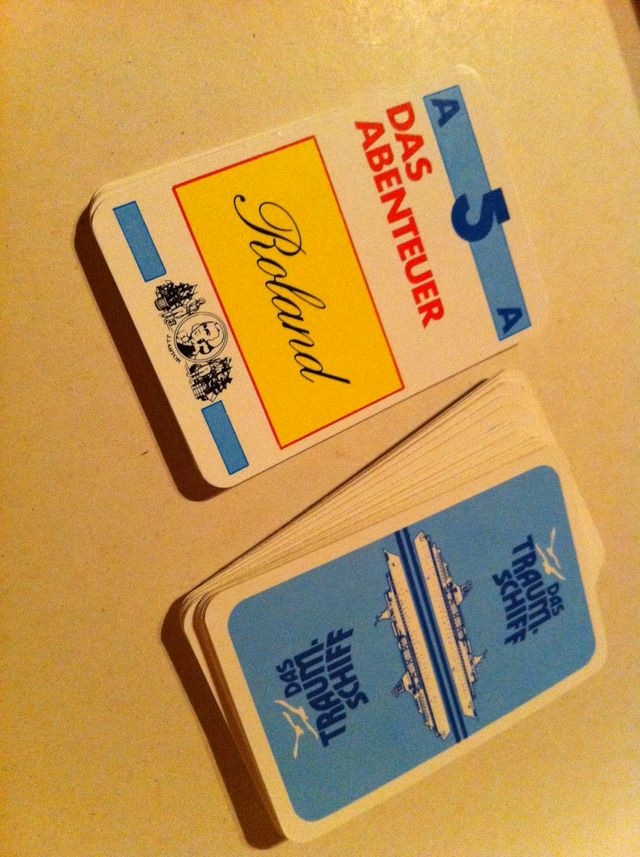 A 5 A
DAS
ABENTEUER
Roland
DAS
TRAUM-
SCHIFF
DAS
TRAUM-
SCHIFF